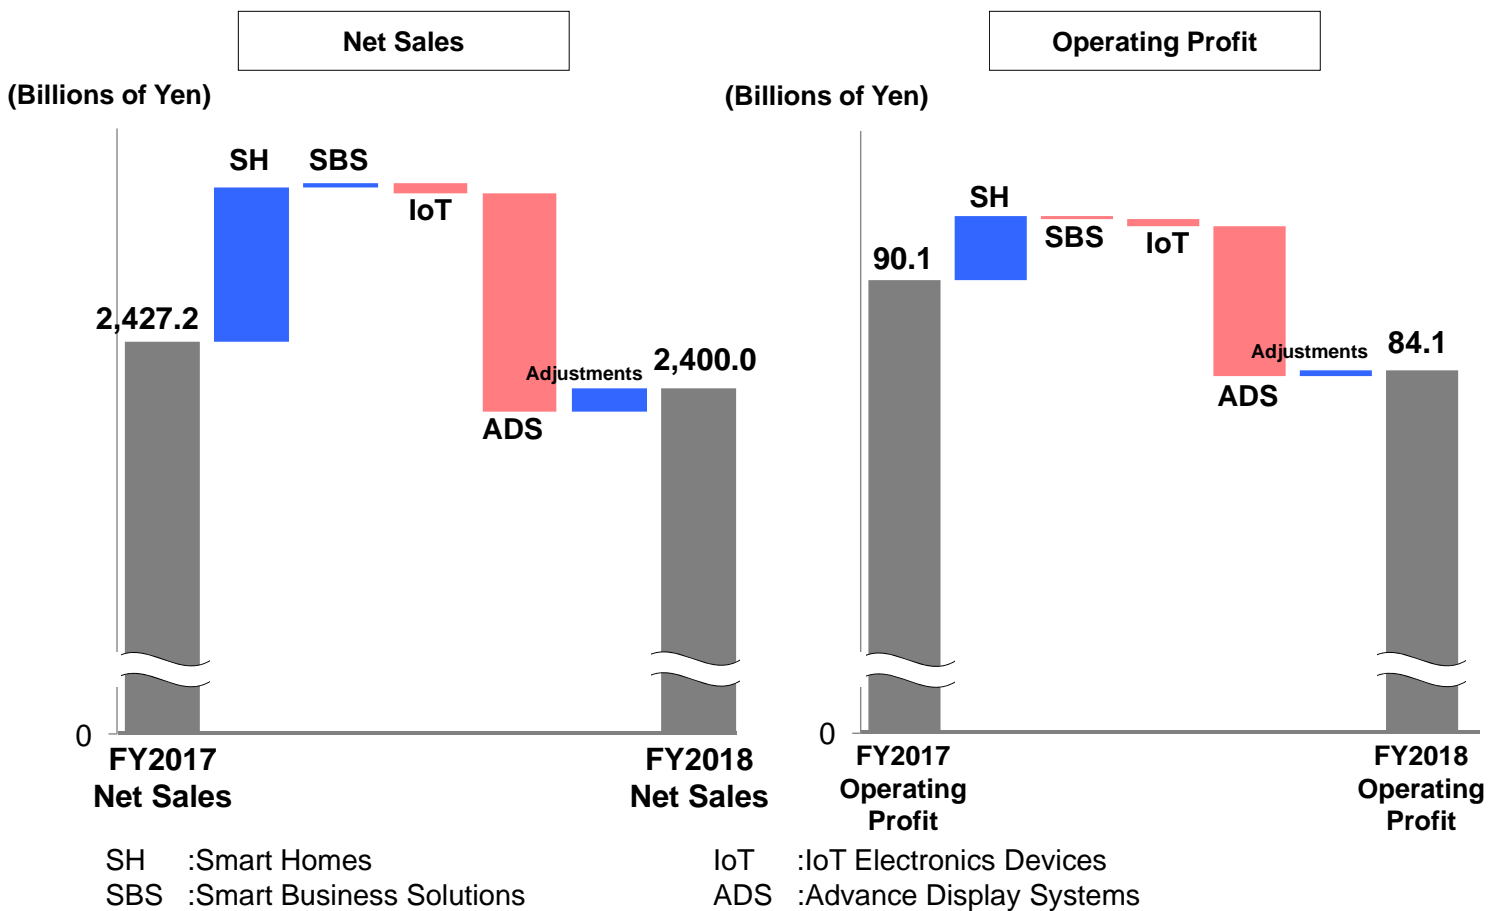 Net Sales
(Billions of Yen)
SH
SBS
IoT
2,427.2
Adjustments
2,400.0
ADS
0
FY2017
Net Sales
FY2018
Net Sales
Operating Profit
(Billions of Yen)
SH
SBS
IoT
90.1
Adjustments
84.1
ADS
0
FY2017
Operating
Profit
FY2018
Operating
Profit
SH :Smart Homes
SBS :Smart Business Solutions
IoT :IoT Electronics Devices
ADS :Advance Display Systems